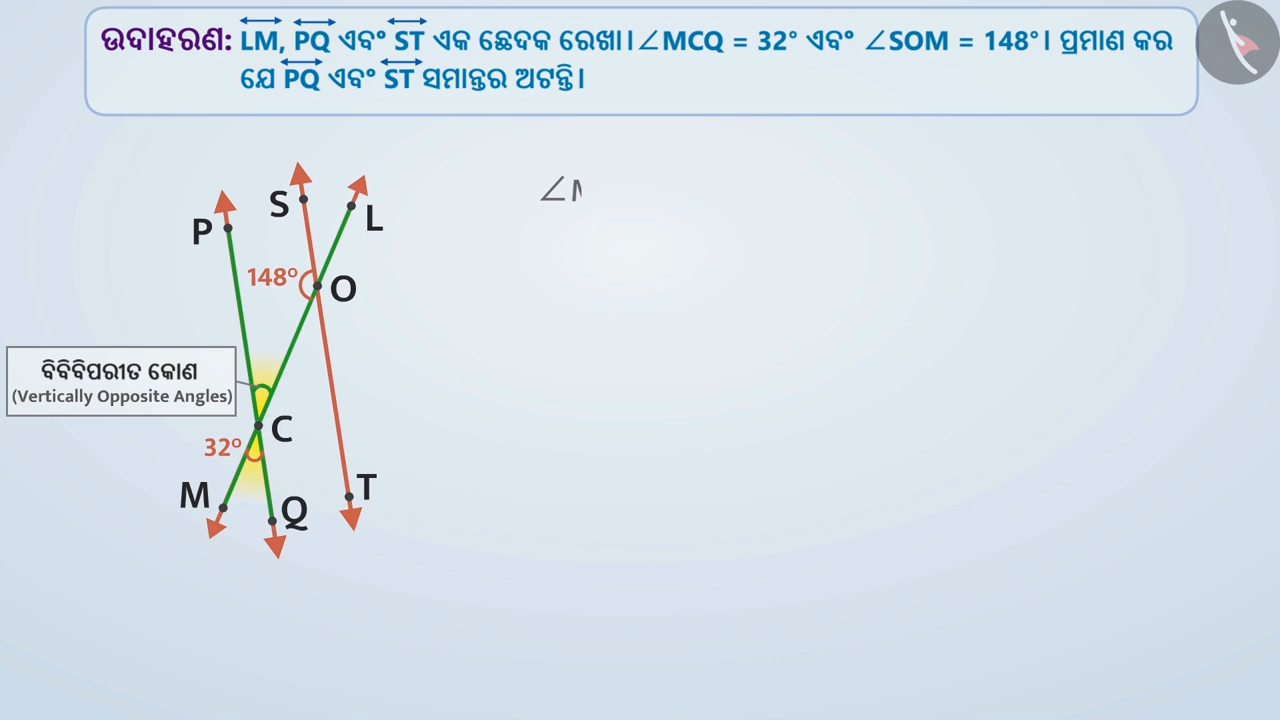 ଉଦାହରଣ: LM, PQ ଏବଂ ST ଏକ ଛେଦକ ରେଖା। ∠MCQ = 32° ଏବଂ ∠SOM = 148°। ପ୍ରମାଣ କର
ଯେ PQ ଏବଂ ST ସମାନ୍ତର ଅଟନ୍ତି।
∠M
S
L
P
148°
O
ବିବିବିପରୀତ କୋଣ
(Vertically Opposite Angles)
C
32°
M
Q
T